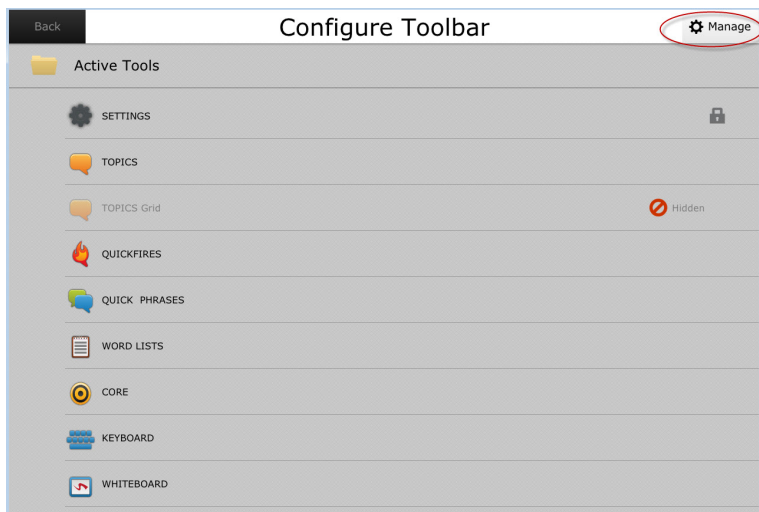 Back
Configure Toolbar
Manage
Active Tools
SETTINGS
TOPICS
TOPICS Grid
Hidden
QUICKFIRES
QUICK PHRASES
WORD LISTS
CORE
KEYBOARD
WHITEBOARD